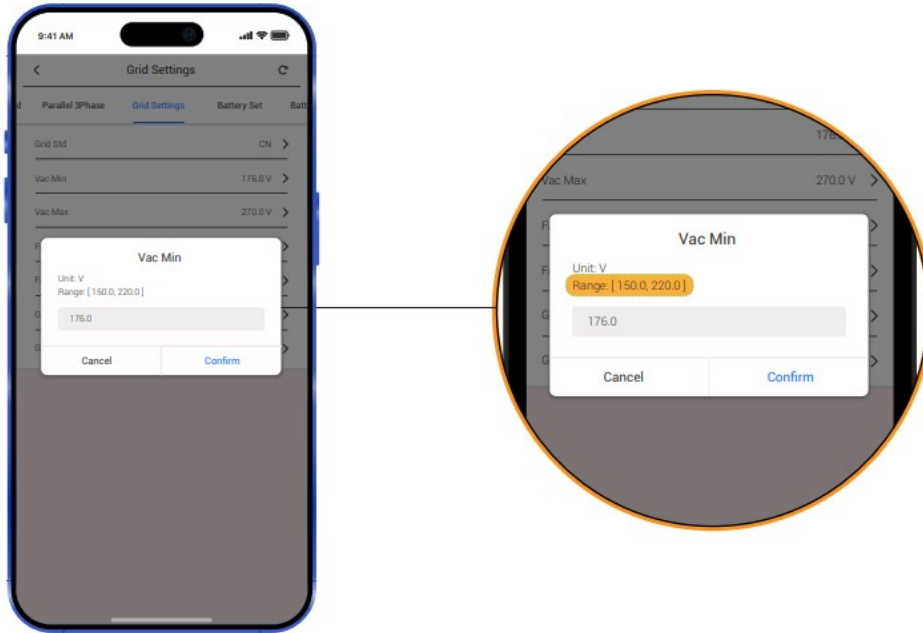 9:41 AM
Grid Settings
d Parallel 3Phase Grid Settings Battery Set Batt
Grid Std CN
Vac Min 176.0 V
Vac Max 270.0 V
F
Vac Min
Unit: V
Range: [ 150.0, 220.0 ]
176.0
Cancel Confirm
176.
Vac Max 270.0 V
F
Vac Min
Unit: V
Range: [ 150.0, 220.0 ]
176.0
Cancel Confirm